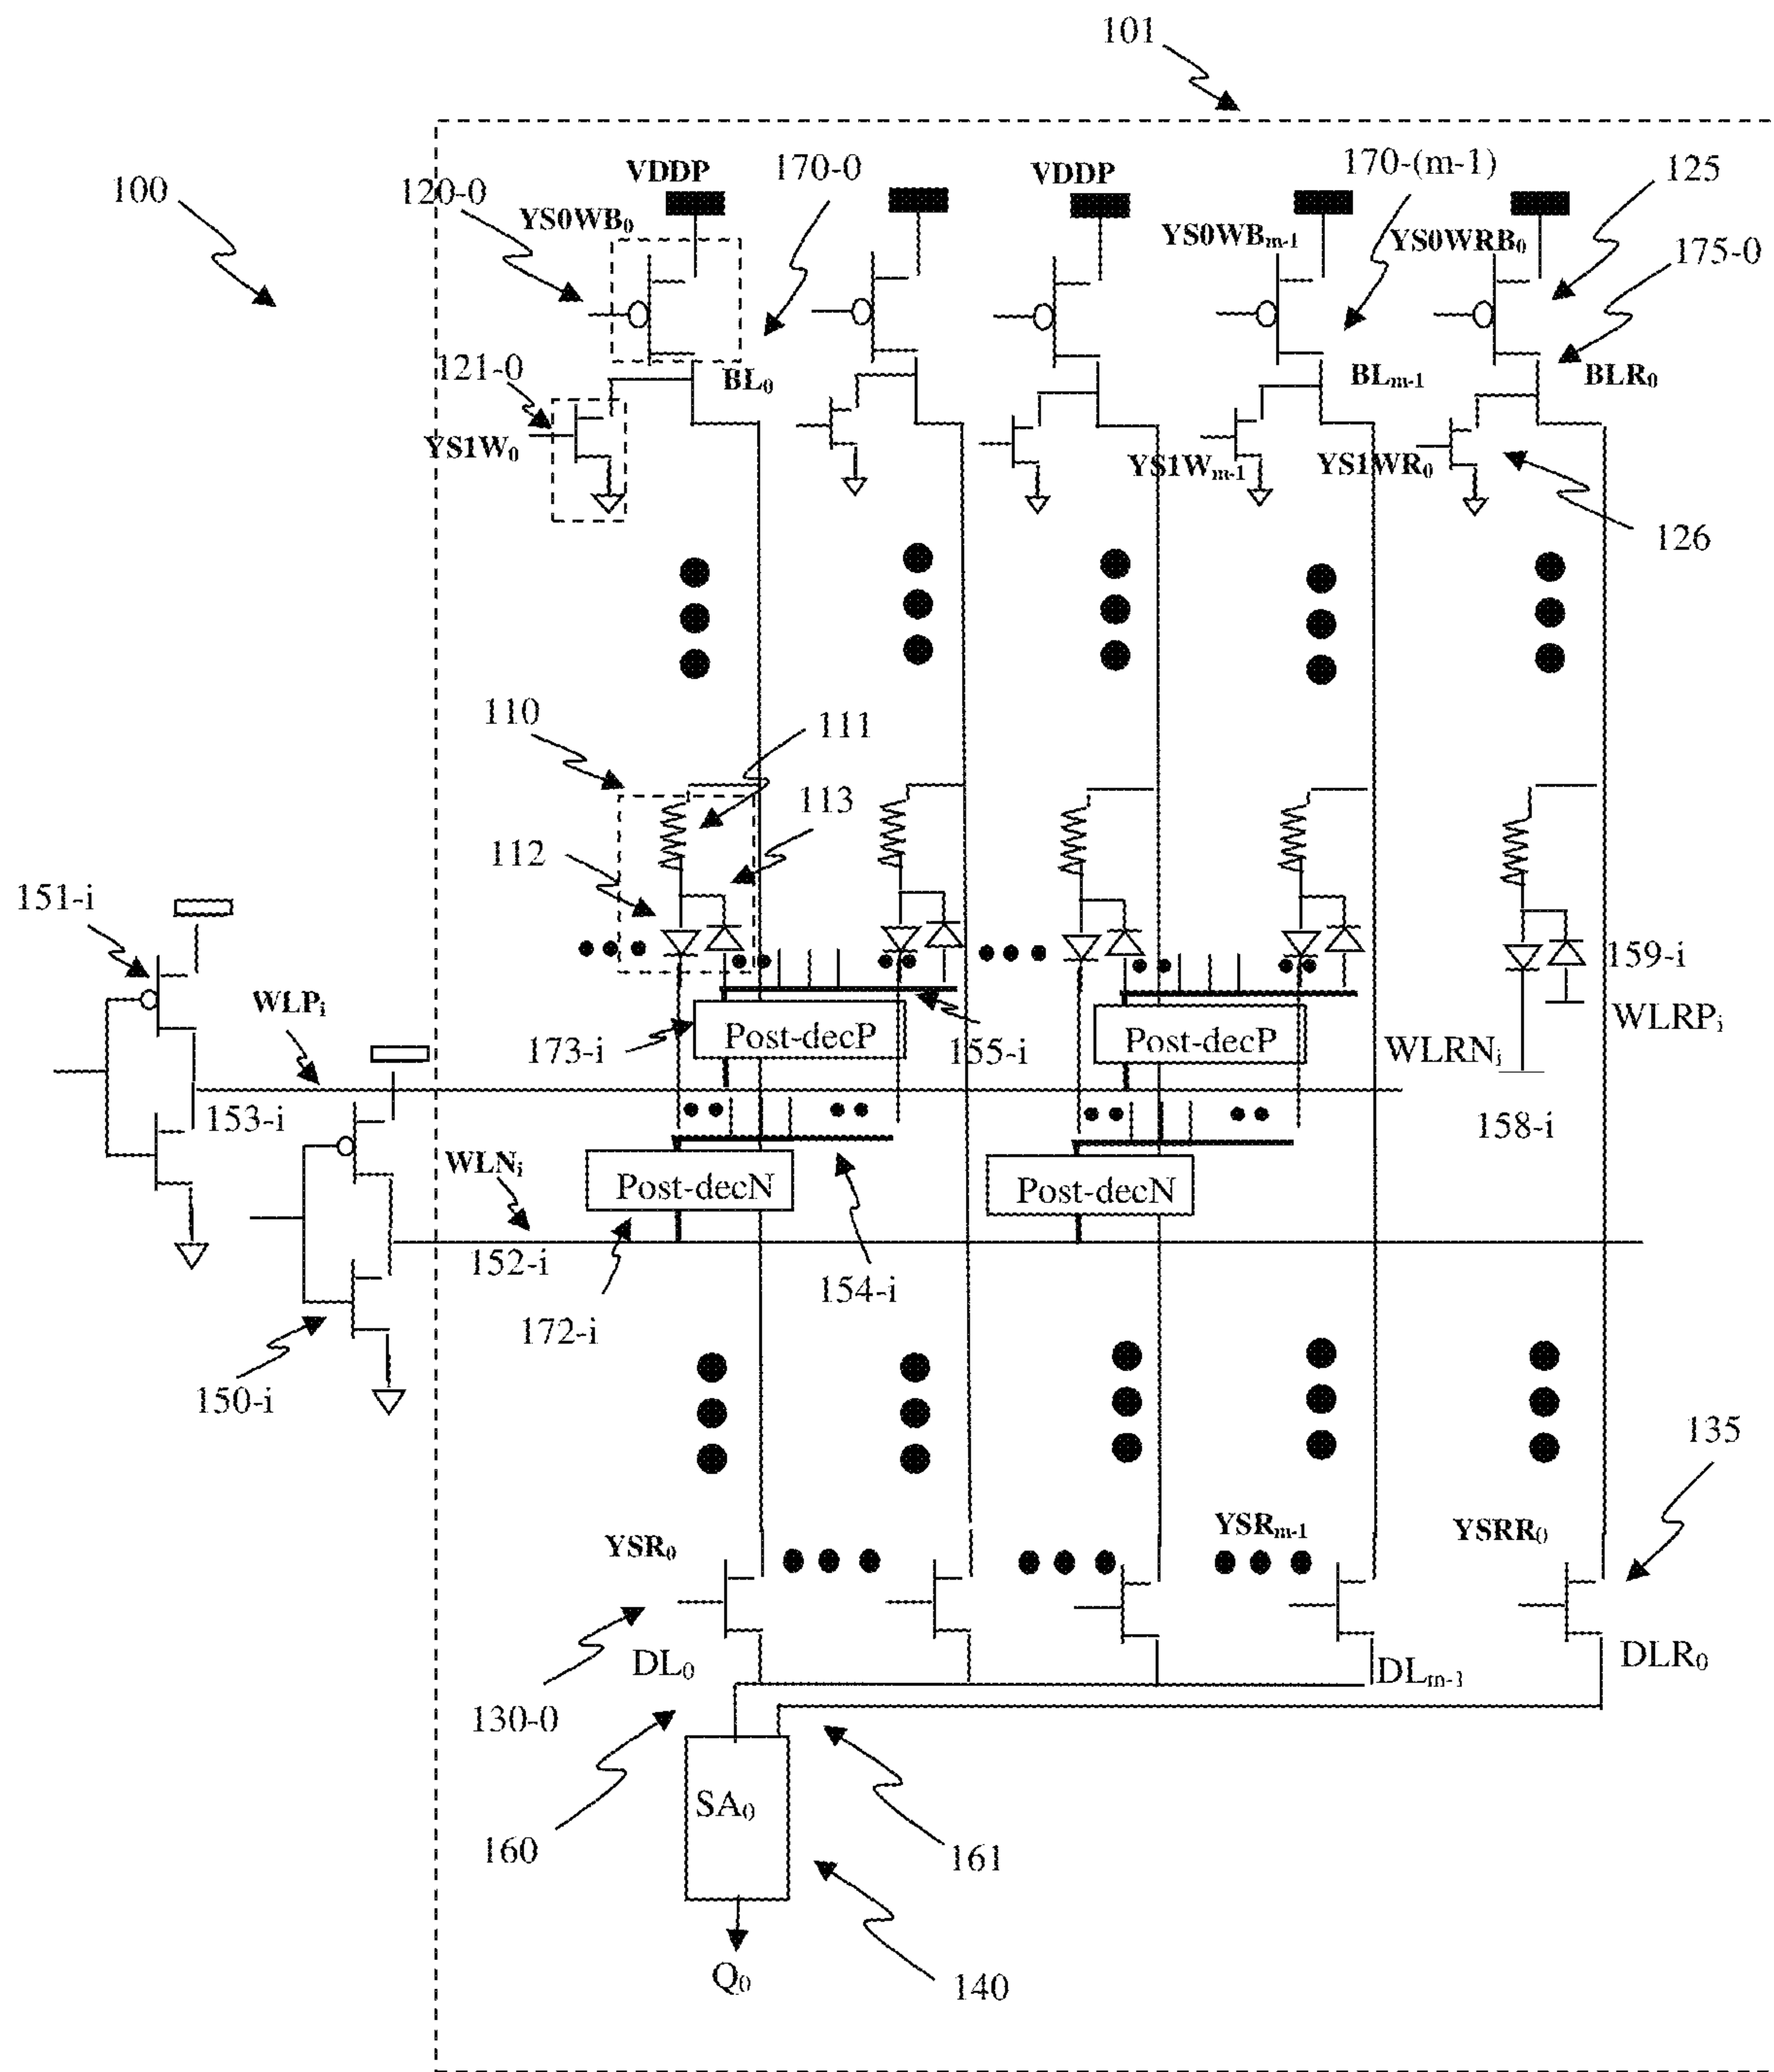 101
100
120-0
VDDP
170-0
VDDP
170-(m-1)
125
YS0WB0
YS0WBm-1
YS0WRB0
175-0
121-0
BL0
BLm-1
BLR0
YS1W0
YS1Wm-1
YS1WR0
126
110
111
113
112
151-i
159-i
WLPi
173-i
Post-decP
155-i
Post-decP
WLRNi
WLRPi
153-i
158-i
WLNi
Post-decN
Post-decN
152-i
154-i
172-i
150-i
135
YSR0
YSRm-1
YSRR0
DL0
DLm-1
DLR0
130-0
SA0
160
161
Q0
140